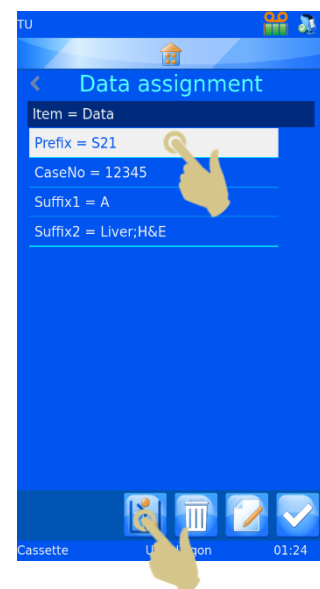 TU
Data assignment
Item = Data
Prefix = S21
CaseNo = 12345
Suffix1 = A
Suffix2 = Liver;H&E
Cassette
01:24